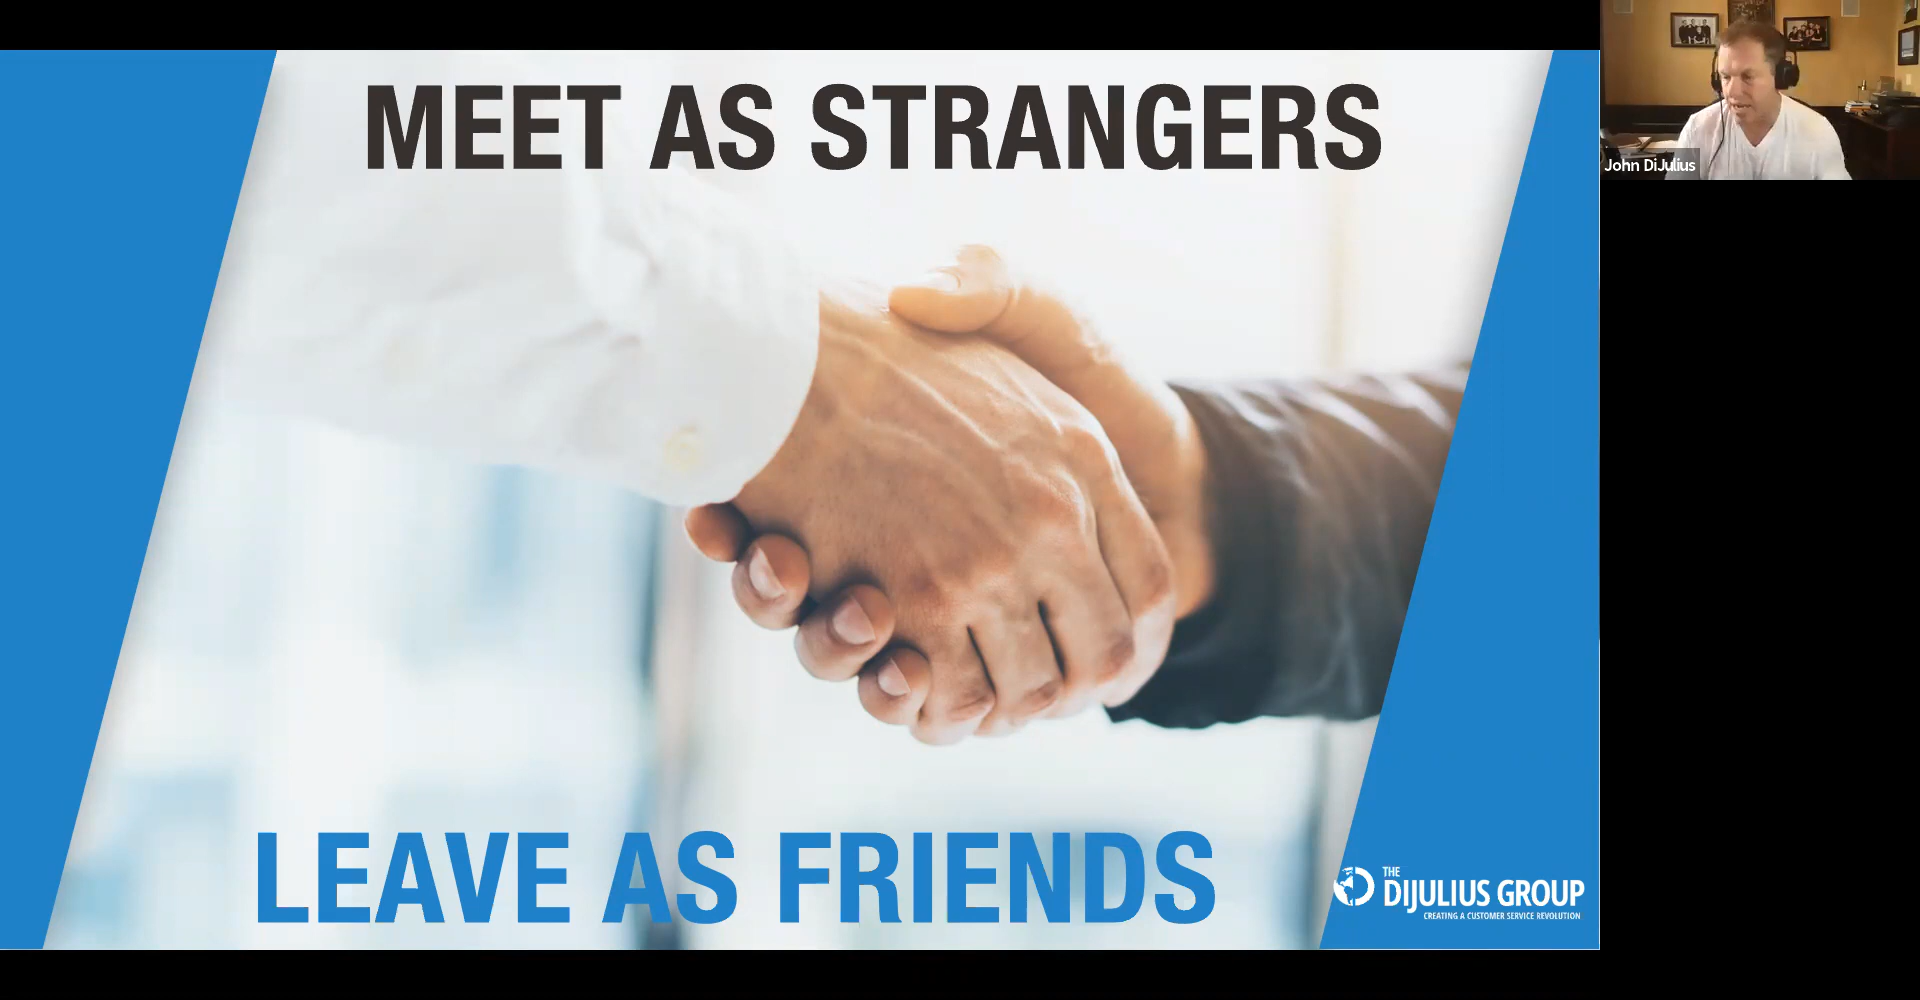 MEET AS STRANGERS
John DiJulius
LEAVE AS FRIENDS
THE
DIJULIUS GROUP
CREATING A CUSTOMER SERVICE REVOLUTION